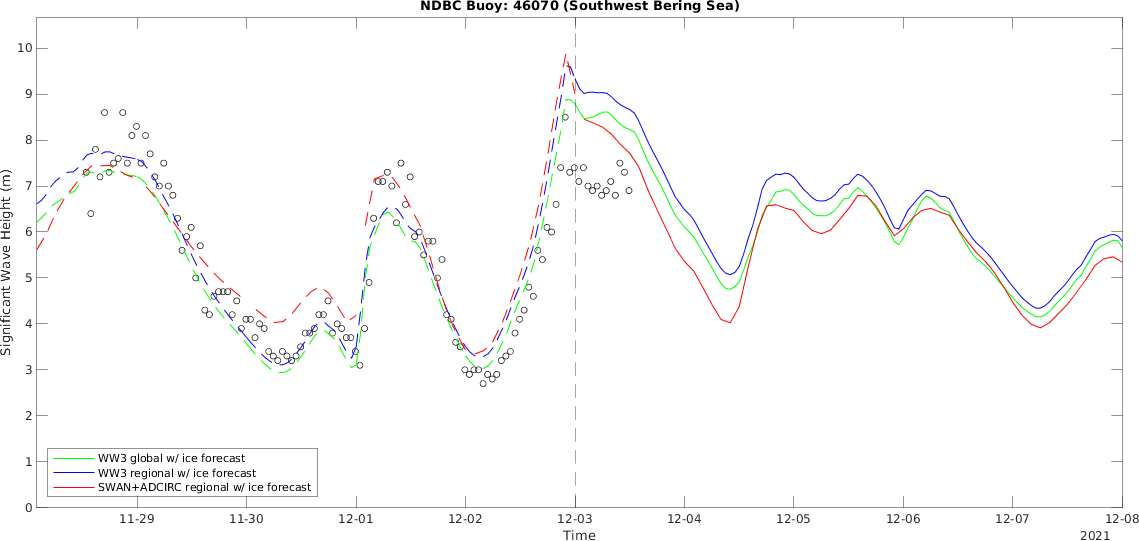 NDBC Buoy: 46070 (Southwest Bering Sea)
Significant Wave Height (m)
10
9
8
7
6
5
4
3
2
1
0
WW3 global w/ ice forecast
WW3 regional w/ ice forecast
SWAN+ADCIRC regional w/ ice forecast
11-29 11-30 12-01 12-02 12-03 12-04 12-05 12-06 12-07 12-08
Time
2021